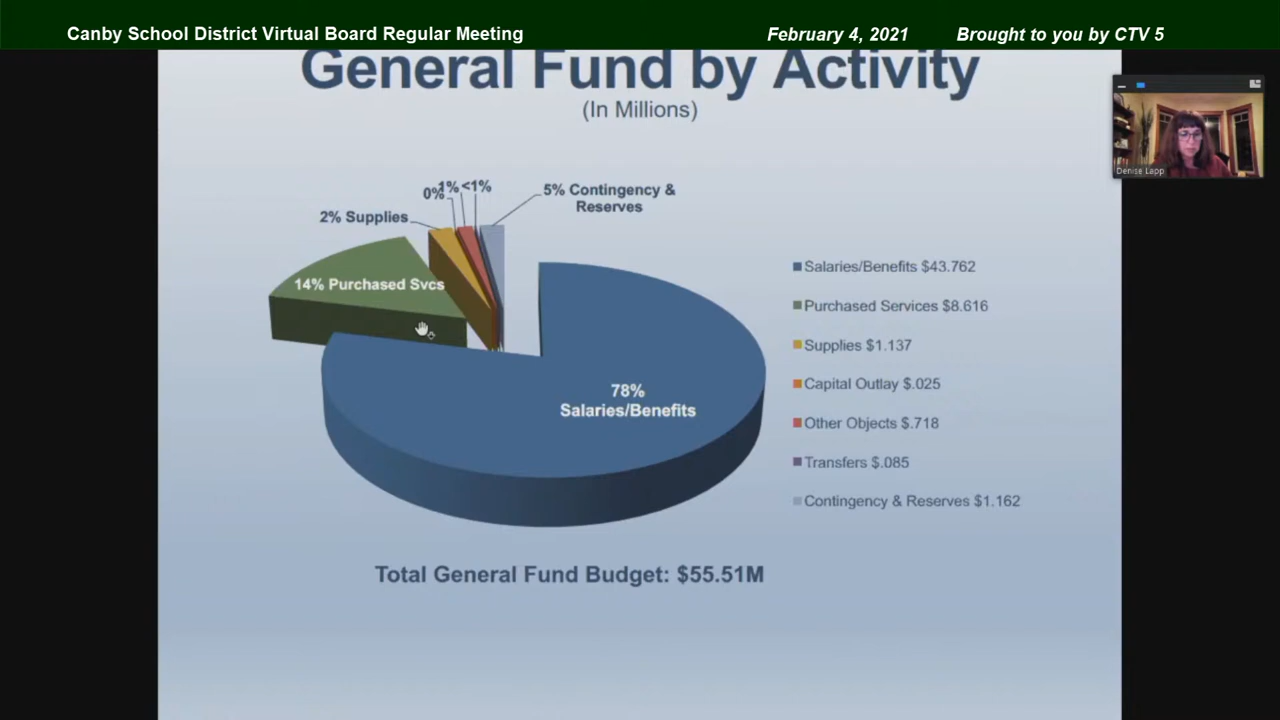 Canby School District Virtual Board Regular Meeting
February 4, 2021
Brought to you by CTV 5
General Fund by Activity
(In Millions)
Denise Lapp
0%
1%
<1%
5% Contingency &
Reserves
2% Supplies
14% Purchased Svcs
78%
Salaries/Benefits
Salaries/Benefits $43.762
Purchased Services $8.616
Supplies $1.137
Capital Outlay $.025
Other Objects $.718
Transfers $.085
Contingency & Reserves $1.162
Total General Fund Budget: $55.51M